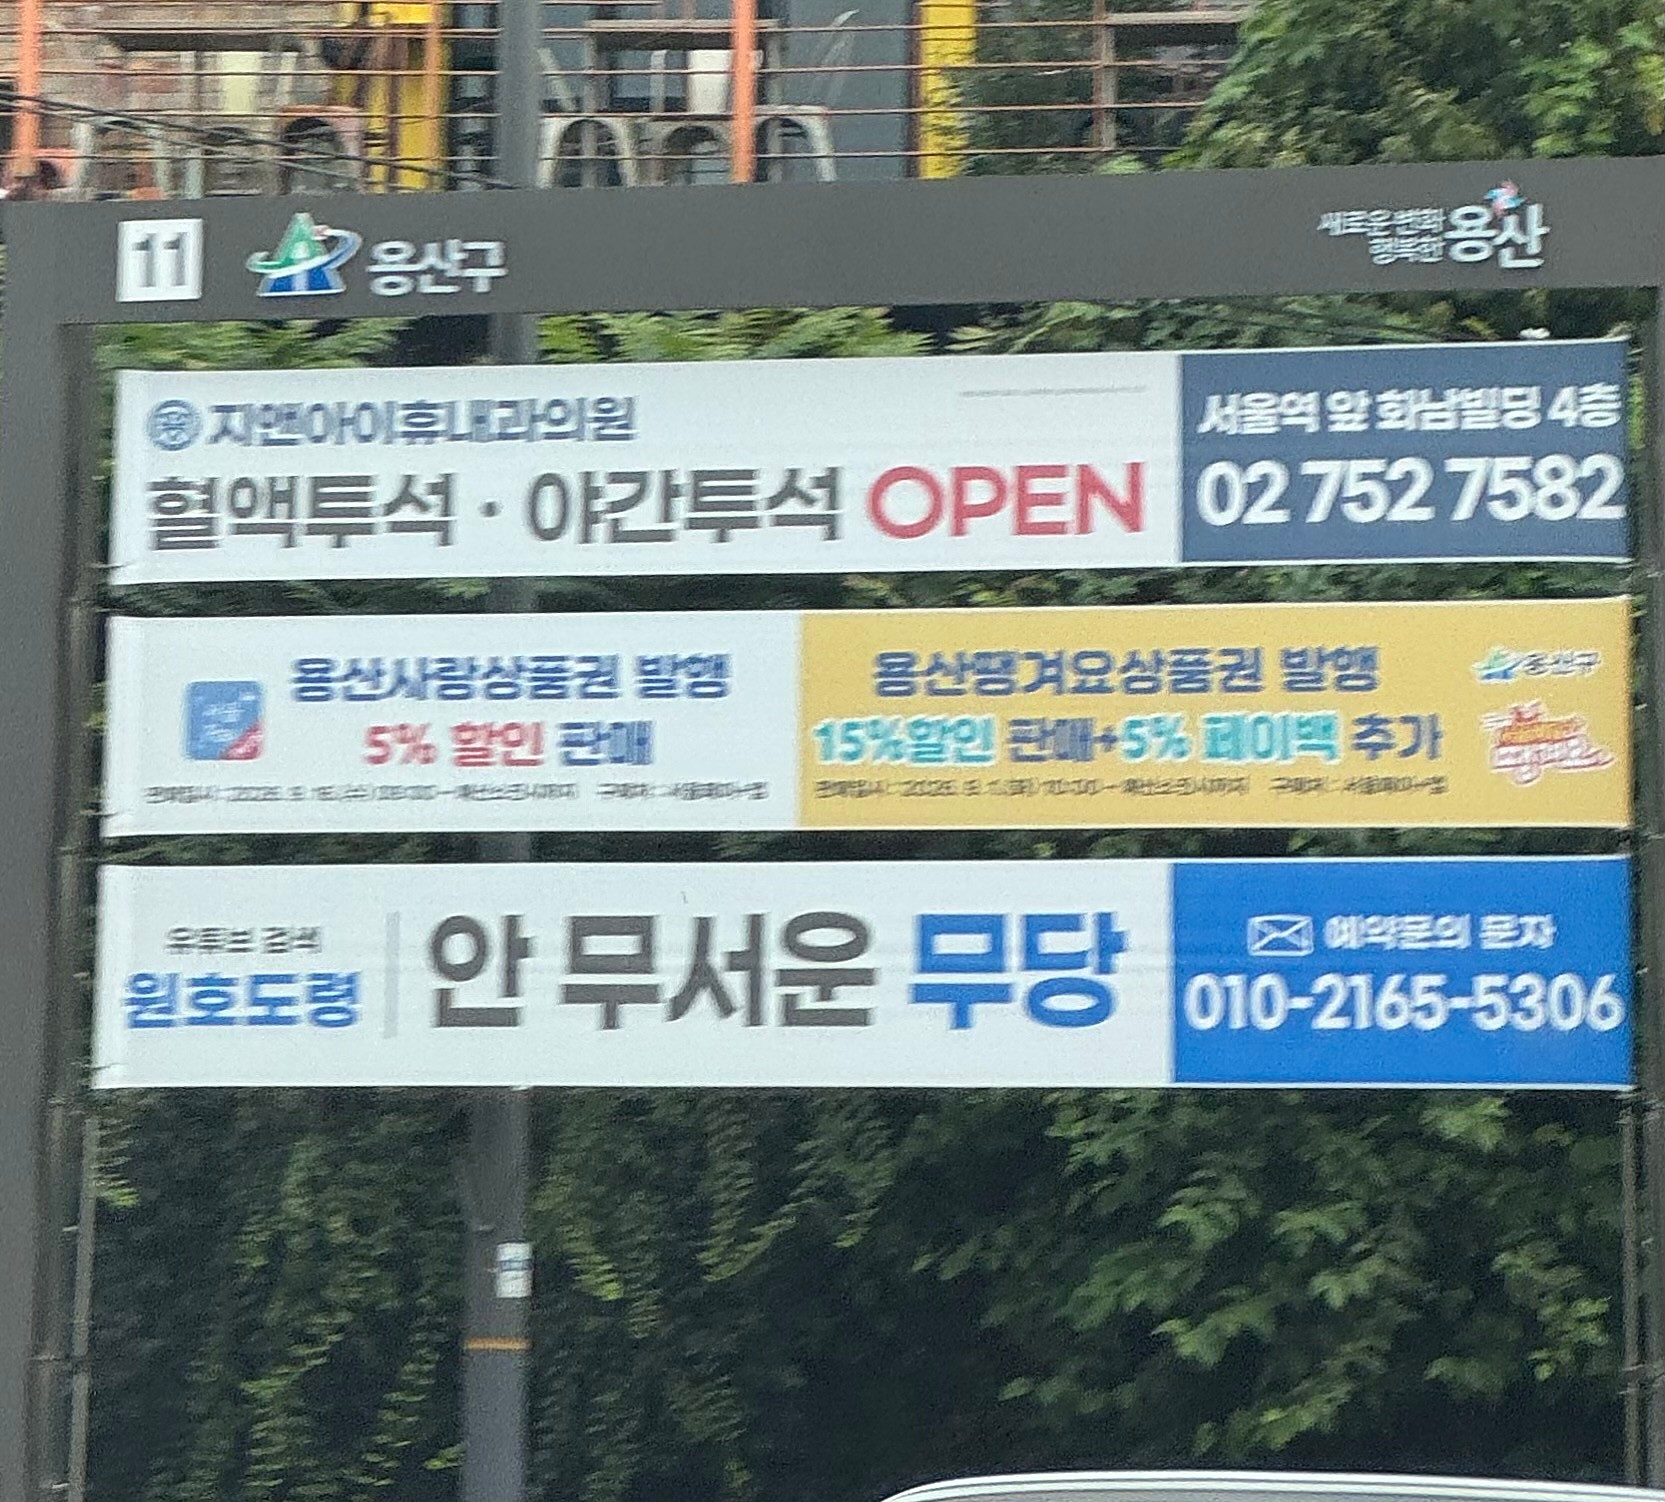 11 용산구
새로운 변화
행복한 용산
지앤아이휴내과의원
혈액투석 · 야간투석 OPEN
서울역 앞 화남빌딩 4층
02 752 7582
용산사랑상품권 발행
5% 할인 판매
용산땡겨요상품권 발행
15%할인 판매+5% 페이백 추가
용산구
유튜브 검색
원호도령
안 무서운 무당
예약문의 문자
010-2165-5306